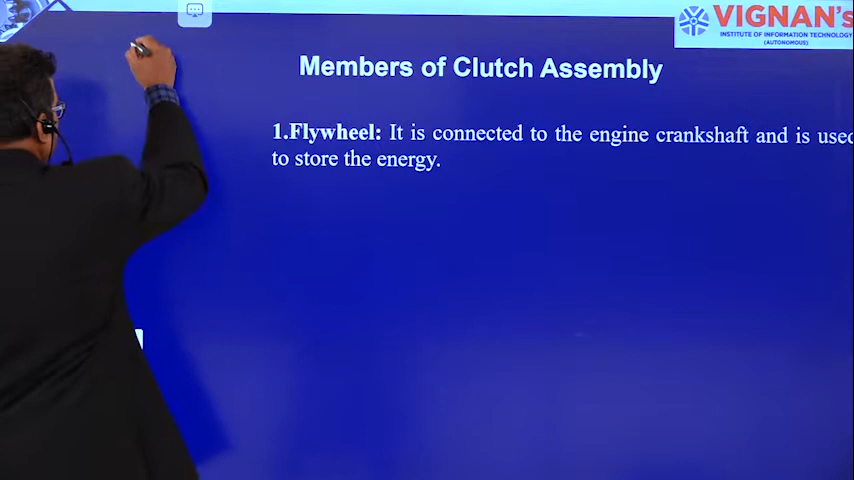 VIGNAN's
INSTITUTE OF INFORMATION TECHNOLOGY
(AUTONOMOUS)
Members of Clutch Assembly
1.Flywheel: It is connected to the engine crankshaft and is used
to store the energy.